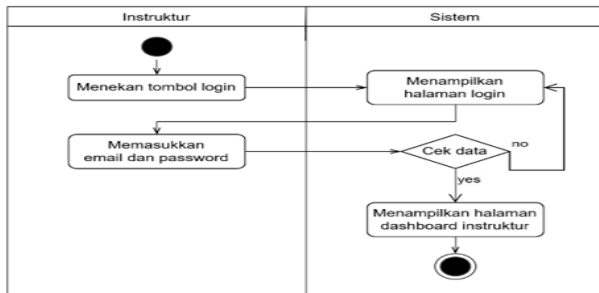 Instruktur
Sistem
Menekan tombol login
Menampilkan
halaman login
Memasukkan
email dan password
Cek data
no
yes
Menampilkan halaman
dashboard instruktur